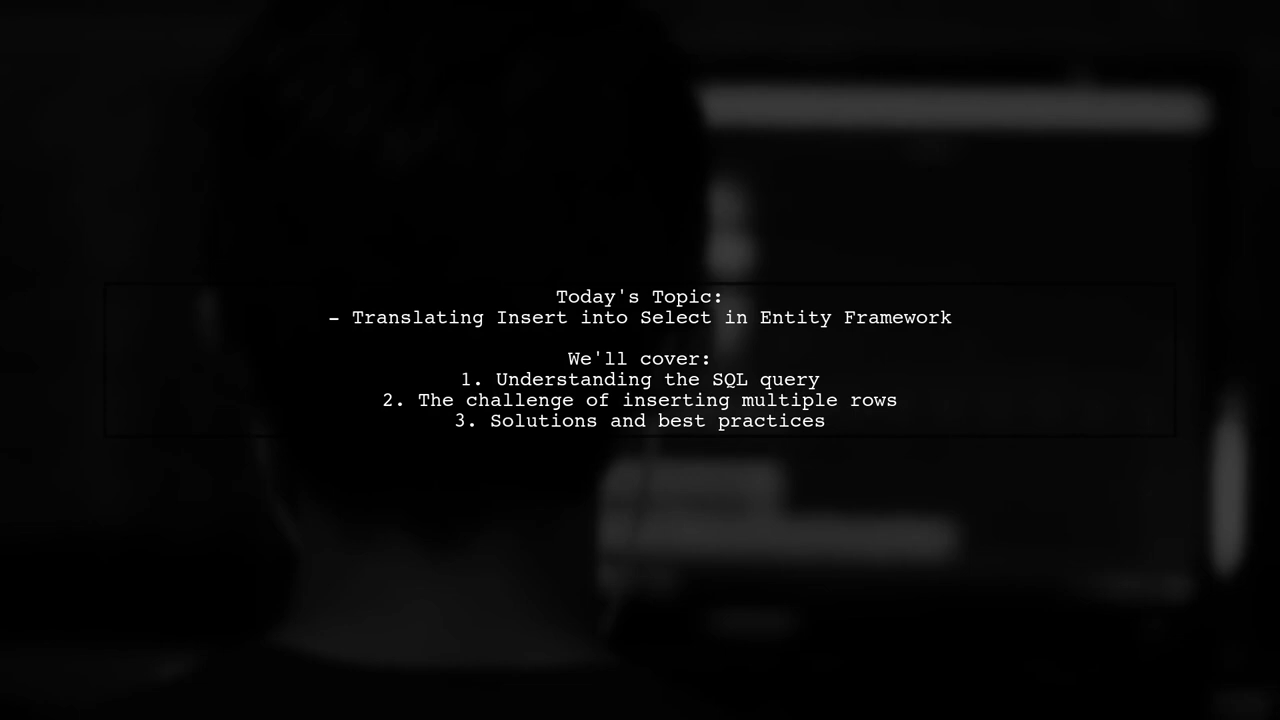 Today's Topic:
- Translating Insert into Select in Entity Framework
We'll cover:
1. Understanding the SQL query
2. The challenge of inserting multiple rows
3. Solutions and best practices